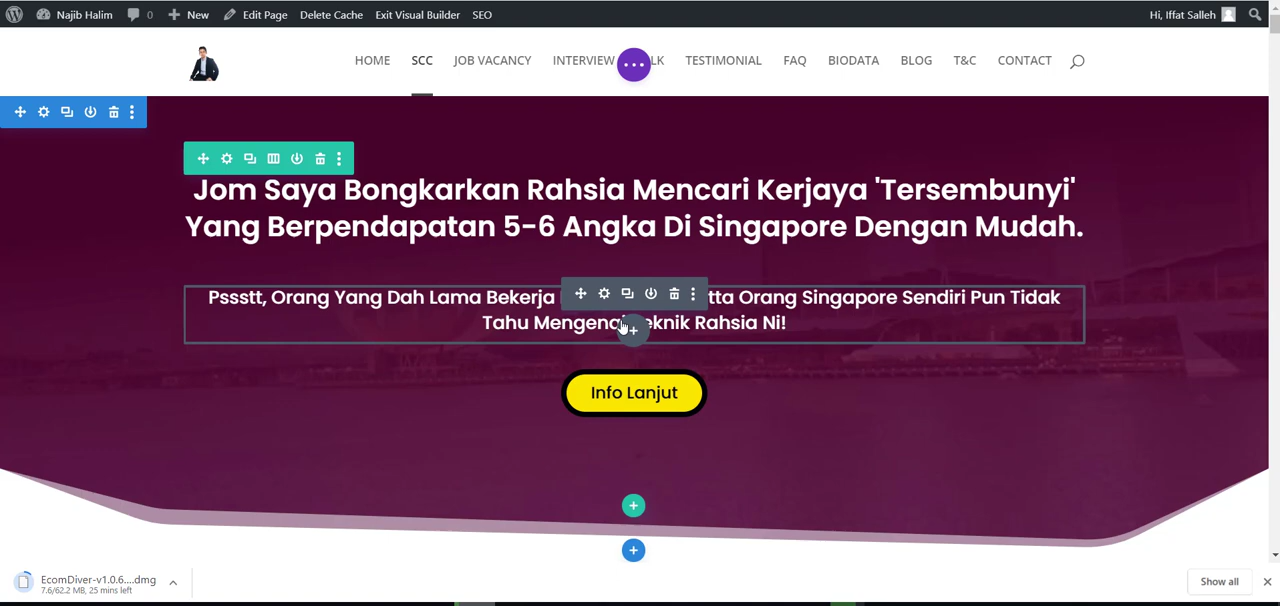 Najib Halim 0 New Edit Page Delete Cache Exit Visual Builder SEO Hi, Iffat Salleh
HOME SCC JOB VACANCY INTERVIEW LK TESTIMONIAL FAQ BIODATA BLOG T&C CONTACT
Jom Saya Bongkarkan Rahsia Mencari Kerjaya 'Tersembunyi'
Yang Berpendapatan 5-6 Angka Di Singapore Dengan Mudah.
Pssstt, Orang Yang Dah Lama Bekerja tta Orang Singapore Sendiri Pun Tidak
Tahu Mengenai eknik Rahsia Ni!
Info Lanjut
EcomDiver-v1.0.6....dmg
7.6/62.2 MB, 25 mins left
Show all